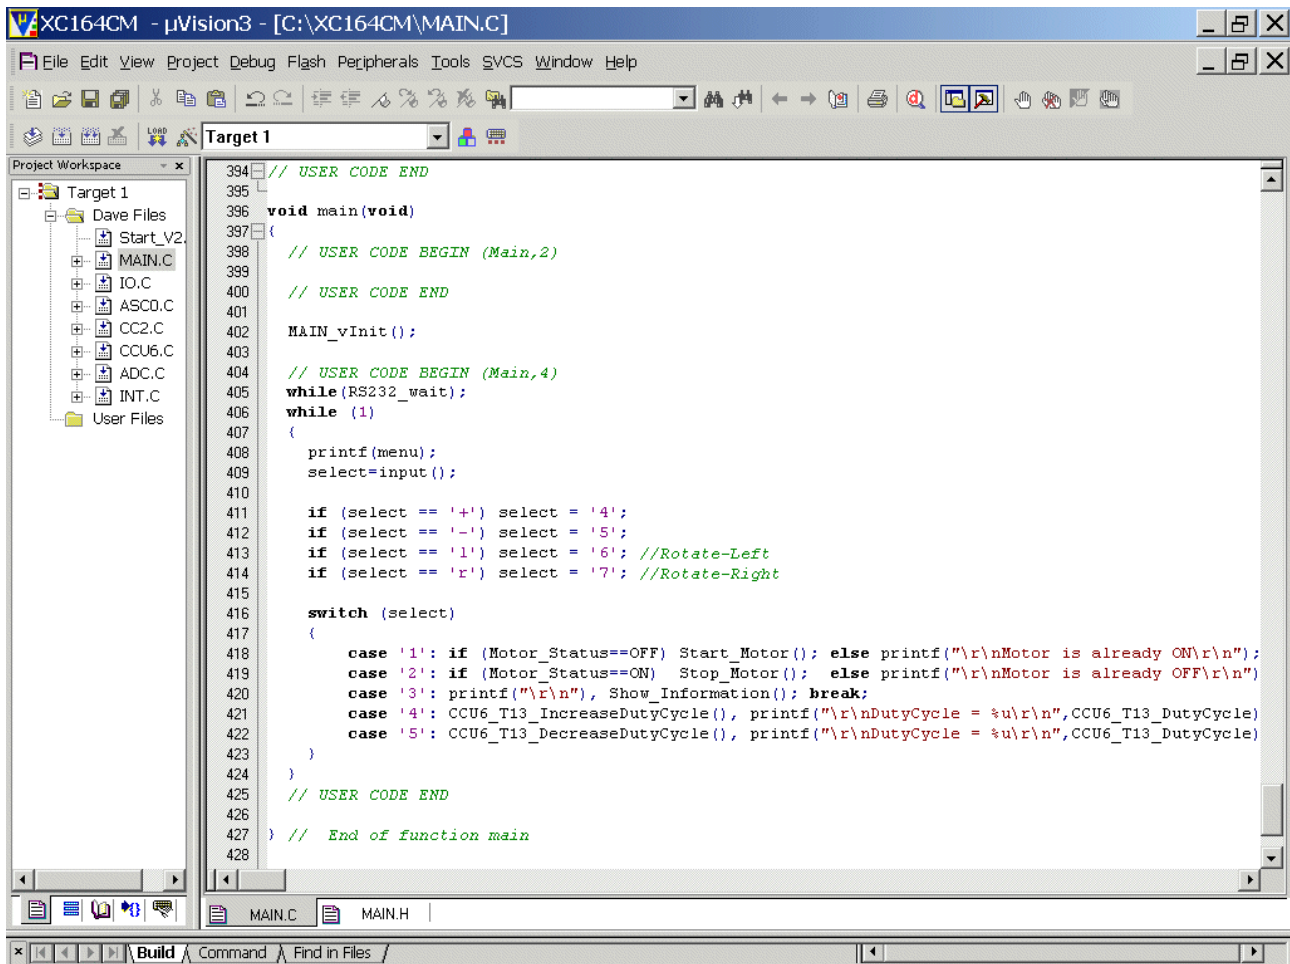 XC164CM - µVision3 - [C:\XC164CM\MAIN.C]
File Edit View Project Debug Flash Peripherals Tools SVCS Window Help
LOAD Target 1
Project Workspace
Target 1
Dave Files
Start_V2.
MAIN.C
IO.C
ASC0.C
CC2.C
CCU6.C
ADC.C
INT.C
User Files
394 // USER CODE END
395
396 void main(void)
397 {
398 // USER CODE BEGIN (Main,2)
399
400 // USER CODE END
401
402 MAIN_vInit();
403
404 // USER CODE BEGIN (Main,4)
405 while(RS232_wait);
406 while (1)
407 {
408 printf(menu);
409 select=input();
410
411 if (select == '+') select = '4';
412 if (select == '-') select = '5';
413 if (select == 'l') select = '6'; //Rotate-Left
414 if (select == 'r') select = '7'; //Rotate-Right
415
416 switch (select)
417 {
418 case '1': if (Motor_Status==OFF) Start_Motor(); else printf("\r\nMotor is already ON\r\n");
419 case '2': if (Motor_Status==ON) Stop_Motor(); else printf("\r\nMotor is already OFF\r\n")
420 case '3': printf("\r\n"), Show_Information(); break;
421 case '4': CCU6_T13_IncreaseDutyCycle(), printf("\r\nDutyCycle = %u\r\n",CCU6_T13_DutyCycle)
422 case '5': CCU6_T13_DecreaseDutyCycle(), printf("\r\nDutyCycle = %u\r\n",CCU6_T13_DutyCycle)
423 }
424 }
425 // USER CODE END
426
427 } // End of function main
428
MAIN.C MAIN.H
Build Command Find in Files